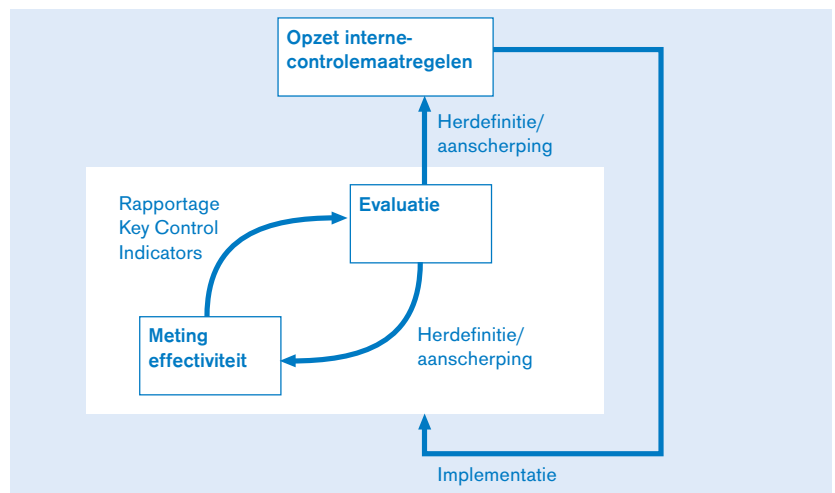 Opzet interne-
controlemaatregelen
Herdefinitie/
aanscherping
Rapportage
Key Control
Indicators
Evaluatie
Meting
effectiviteit
Herdefinitie/
aanscherping
Implementatie